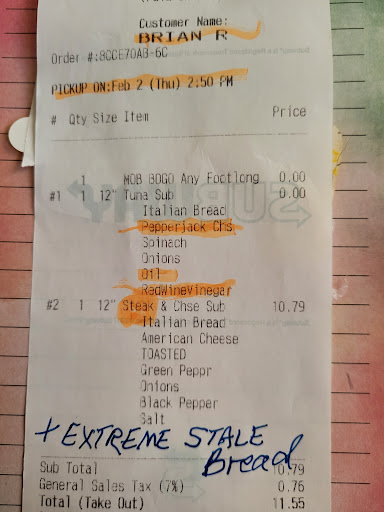 Customer Name:
BRIAN R
Order #:BCCE70AB-6C
PICKUP ON:Feb 2 (Thu) 2:50 PM
# Qty Size Item Price
1 MOB BOGO Any Footlong 0.00
#1 1 12" Tuna Sub 0.00
Italian Bread
Pepperjack Chs
Spinach
Onions
Oil
RedWineVinegar
#2 1 12" Steak & Chse Sub 10.79
Italian Bread
American Cheese
TOASTED
Green Peppr
Onions
Black Pepper
Salt
+ EXTREME STALE
Bread
Sub Total 0.79
General Sales Tax (7%) 0.76
Total (Take Out) 11.55
SUBWAY